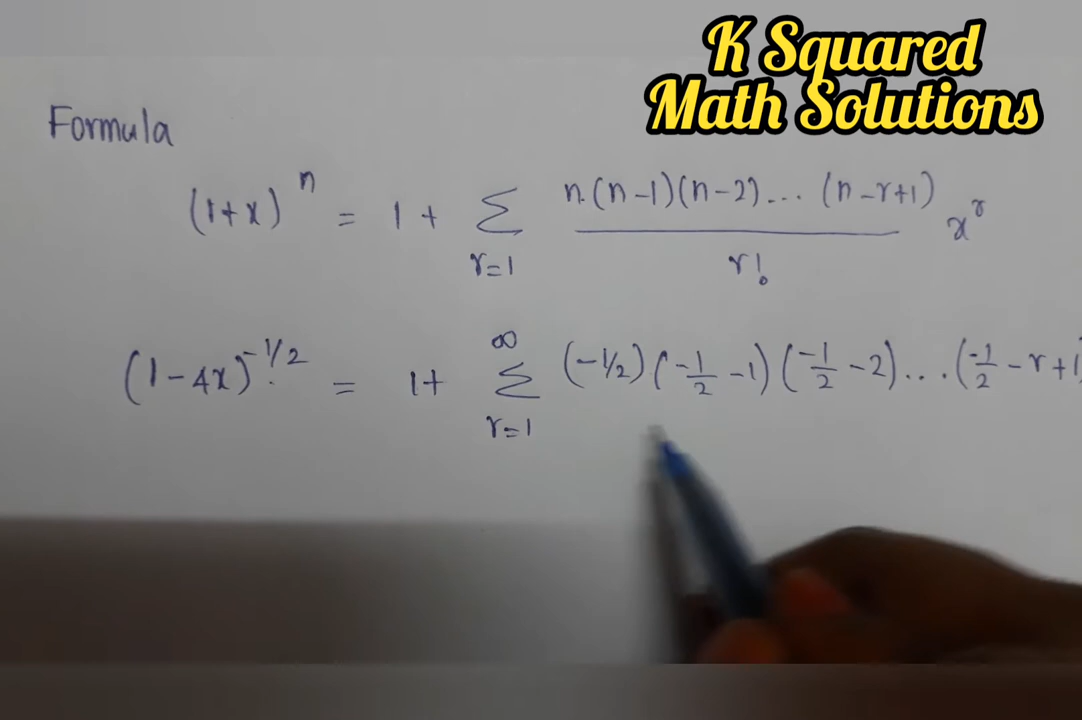 K Squared
Math Solutions
Formula
(1+x)^n = 1 + Σ_{r=1} n.(n-1)(n-2)... (n-r+1) / r! x^r
(1-4x)^{-1/2} = 1+ Σ_{r=1}^{∞} (-1/2)(-1/2 -1)(-1/2 -2)...(-1/2 -r+1)